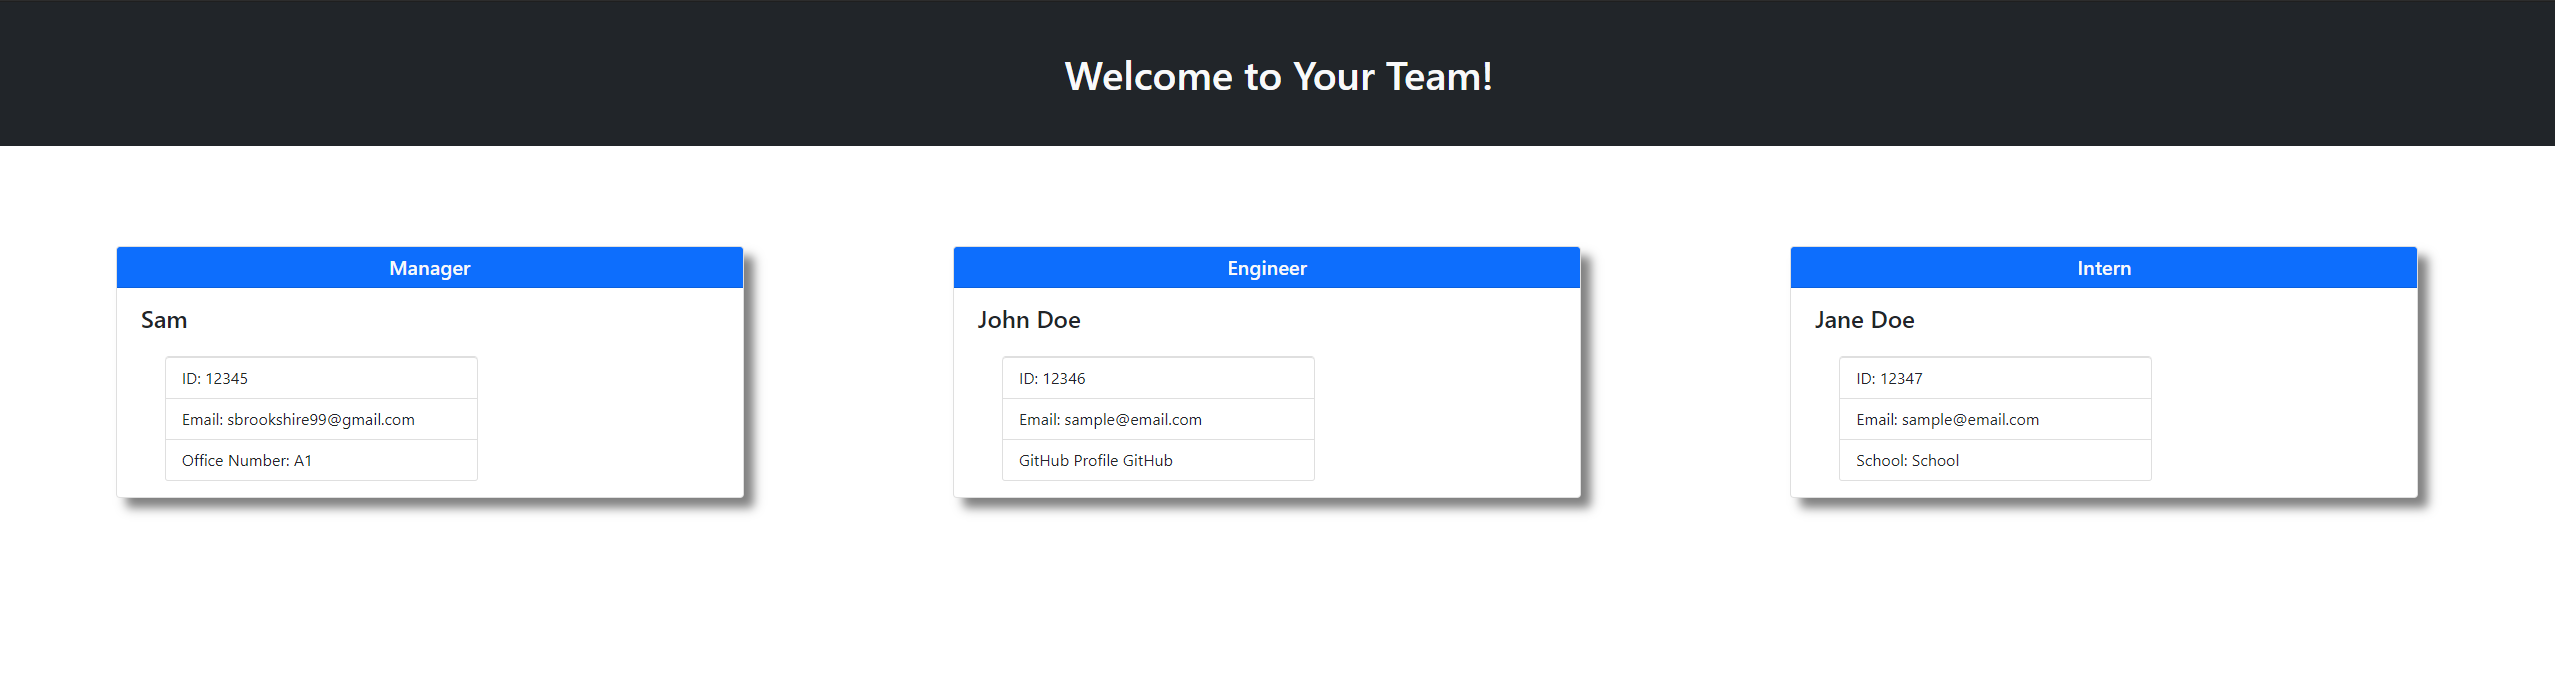 Welcome to Your Team!
Manager
Sam
ID: 12345
Email: sbrookshire99@gmail.com
Office Number: A1
Engineer
John Doe
ID: 12346
Email: sample@email.com
GitHub Profile GitHub
Intern
Jane Doe
ID: 12347
Email: sample@email.com
School: School